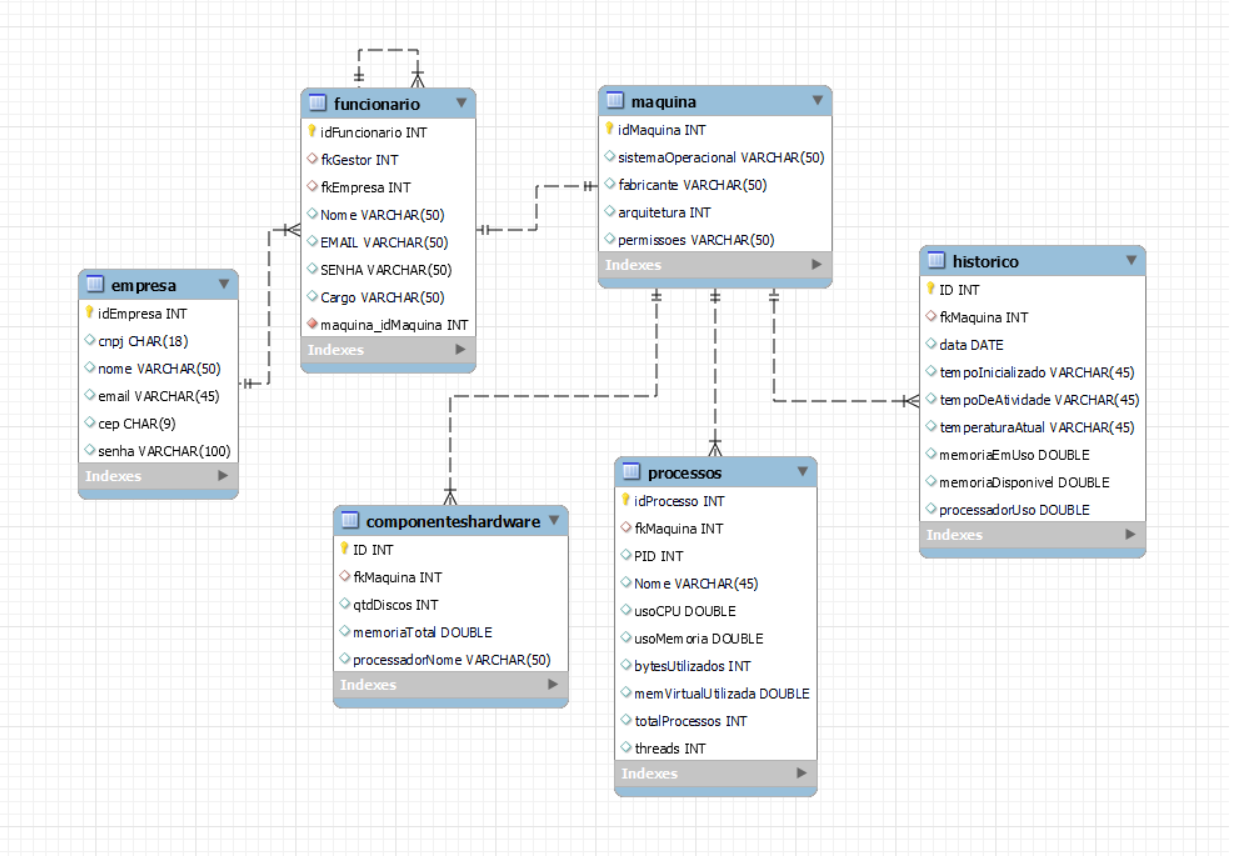 funcionario
idFuncionario INT
fkGestor INT
fkEmpresa INT
Nome VARCHAR(50)
EMAIL VARCHAR(50)
SENHA VARCHAR(50)
Cargo VARCHAR(50)
maquina_idMaquina INT
Indexes
maquina
idMaquina INT
sistemaOperacional VARCHAR(50)
fabricante VARCHAR(50)
arquitetura INT
permissoes VARCHAR(50)
Indexes
empresa
idEmpresa INT
cnpj CHAR(18)
nome VARCHAR(50)
email VARCHAR(45)
cep CHAR(9)
senha VARCHAR(100)
Indexes
historico
ID INT
fkMaquina INT
data DATE
tempoInicializado VARCHAR(45)
tempoDeAtividade VARCHAR(45)
temperaturaAtual VARCHAR(45)
memoriaEmUso DOUBLE
memoriaDisponivel DOUBLE
processadorUso DOUBLE
Indexes
componenteshardware
ID INT
fkMaquina INT
qtdDiscos INT
memoriaTotal DOUBLE
processadorNome VARCHAR(50)
Indexes
processos
idProcesso INT
fkMaquina INT
PID INT
Nome VARCHAR(45)
usoCPU DOUBLE
usoMemoria DOUBLE
bytesUtilizados INT
memVirtualUtilizada DOUBLE
totalProcessos INT
threads INT
Indexes